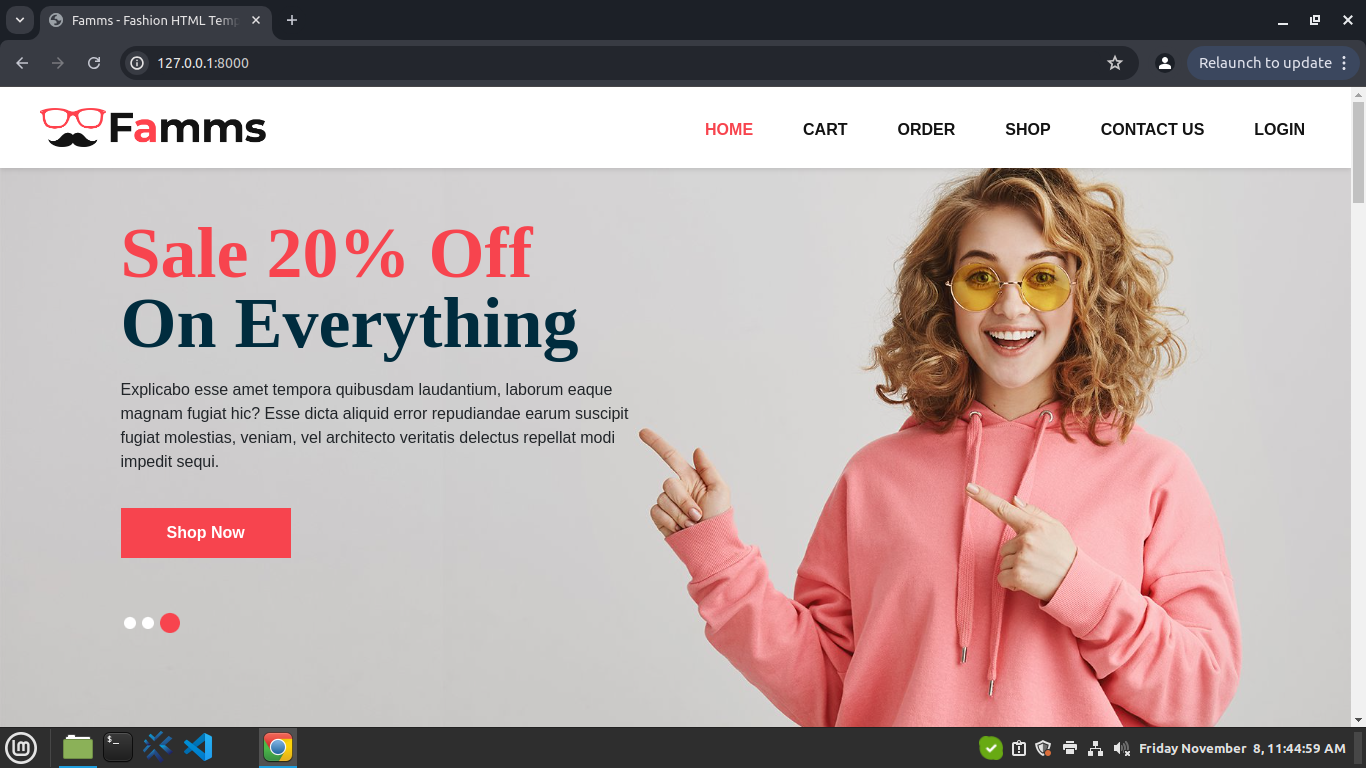 Famms - Fashion HTML Temp
127.0.0.1:8000
Relaunch to update
Famms
HOME
CART
ORDER
SHOP
CONTACT US
LOGIN
Sale 20% Off
On Everything
Explicabo esse amet tempora quibusdam laudantium, laborum eaque
magnam fugiat hic? Esse dicta aliquid error repudiandae earum suscipit
fugiat molestias, veniam, vel architecto veritatis delectus repellat modi
impedit sequi.
Shop Now
$_
lm
Friday November 8, 11:44:59 AM